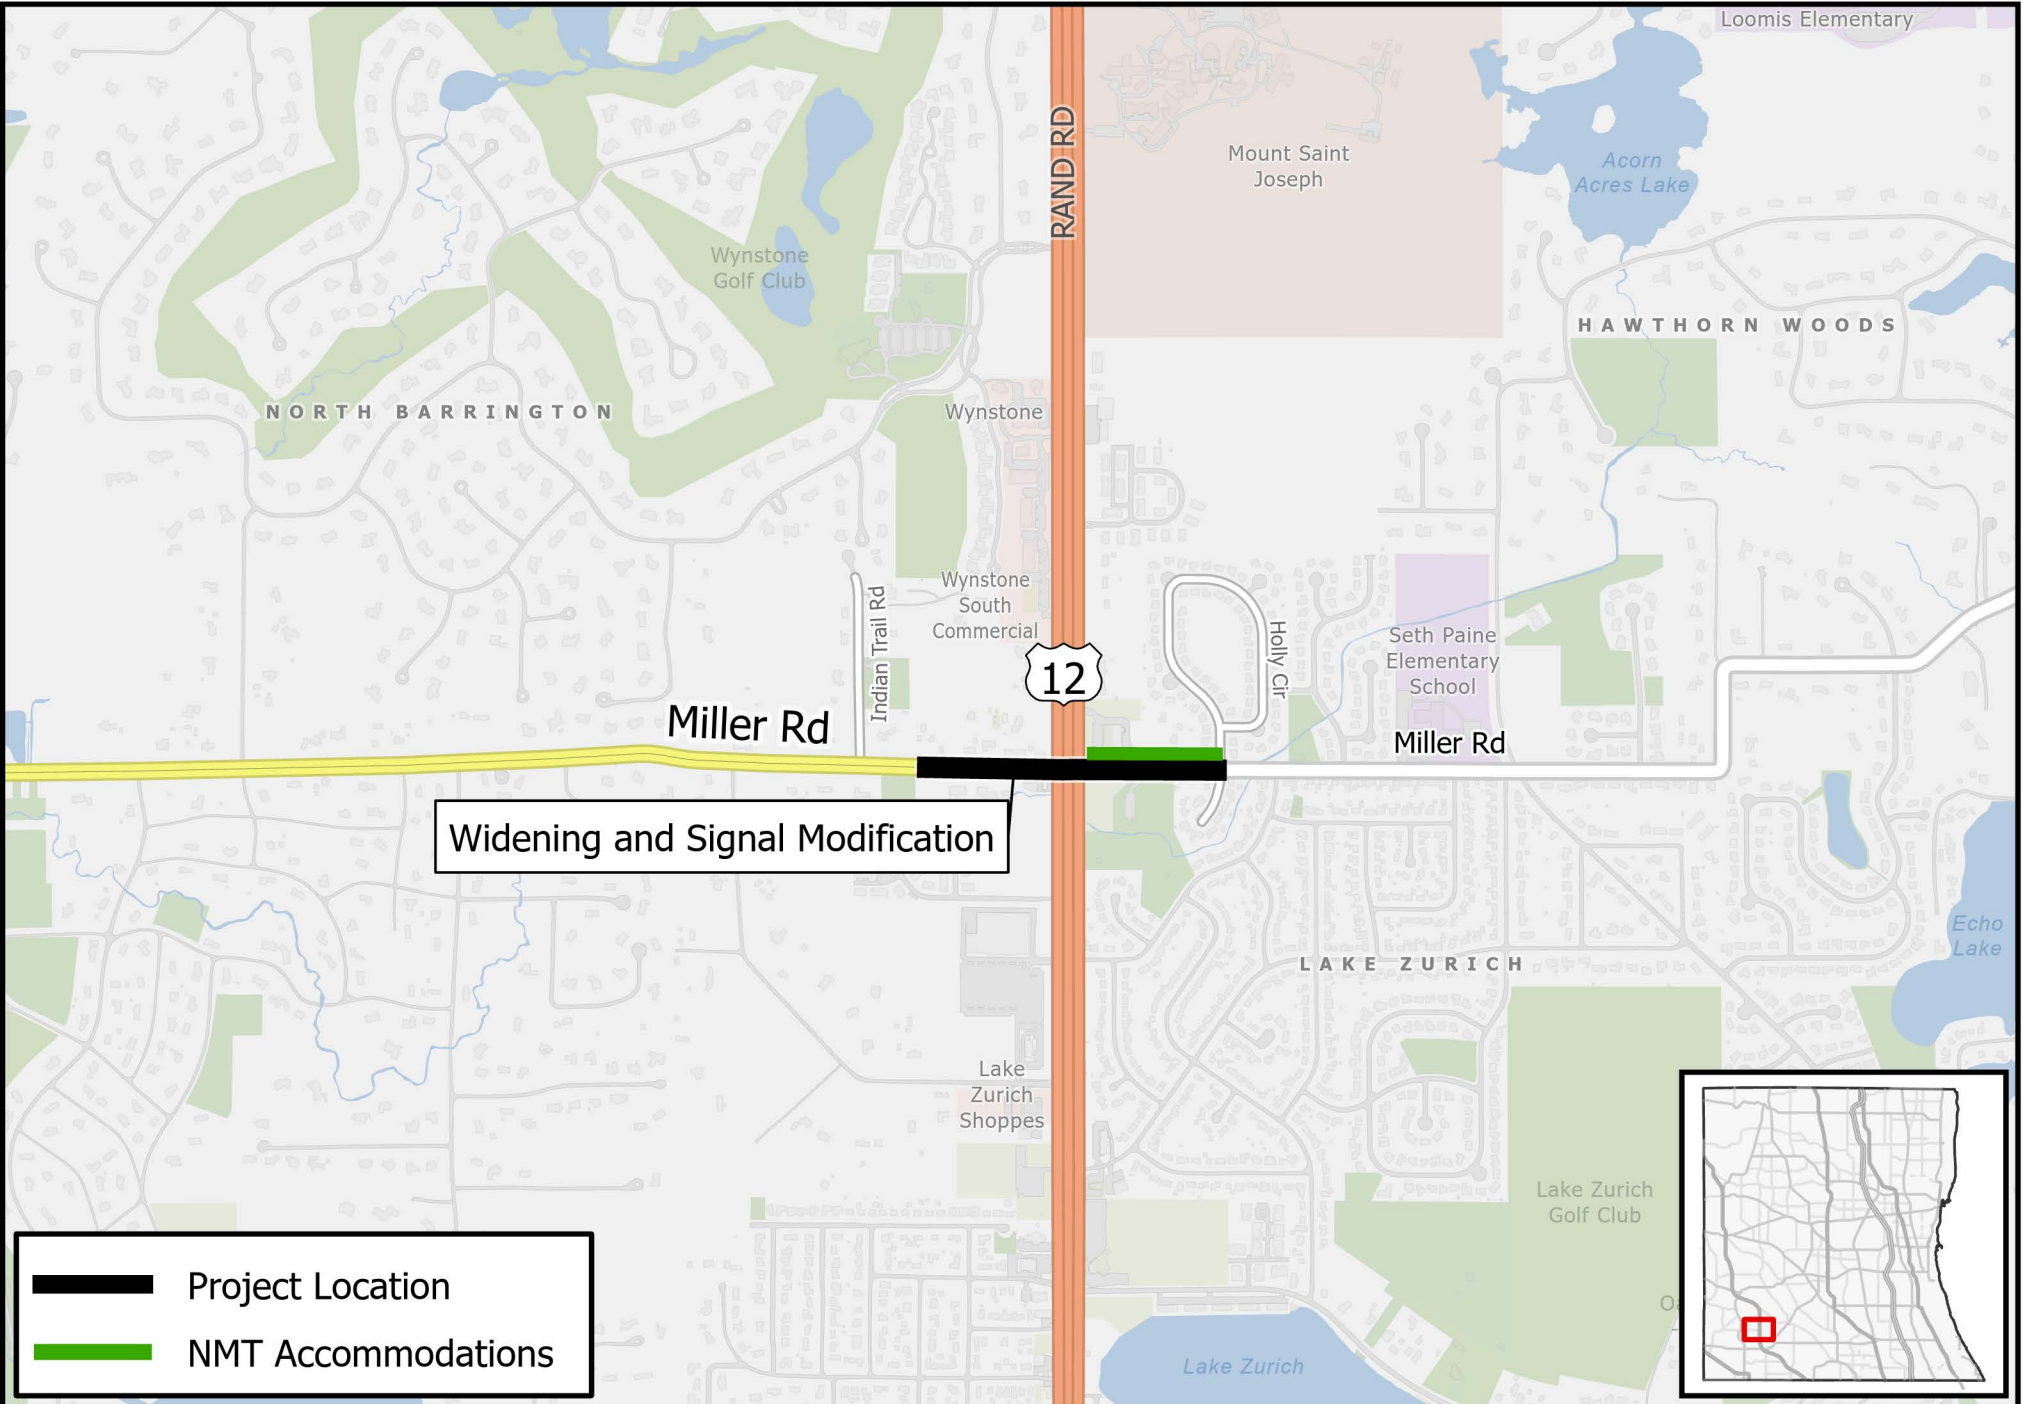 Loomis Elementary
RAND RD
Mount Saint
Joseph
Acorn
Acres Lake
Wynstone
Golf Club
HAWTHORN WOODS
NORTH BARRINGTON
Wynstone
Wynstone
South
Commercial
Indian Trail Rd
Holly Cir
Seth Paine
Elementary
School
12
Miller Rd
Miller Rd
Widening and Signal Modification
Echo
Lake
LAKE ZURICH
Lake
Zurich
Shoppes
Lake Zurich
Golf Club
Project Location
NMT Accommodations
Lake Zurich